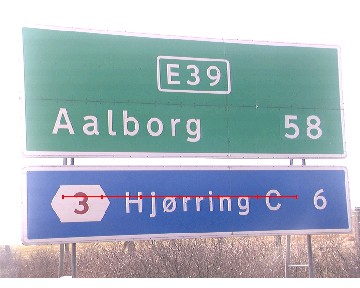 E39
Aalborg 58
3 Hjørring C 6